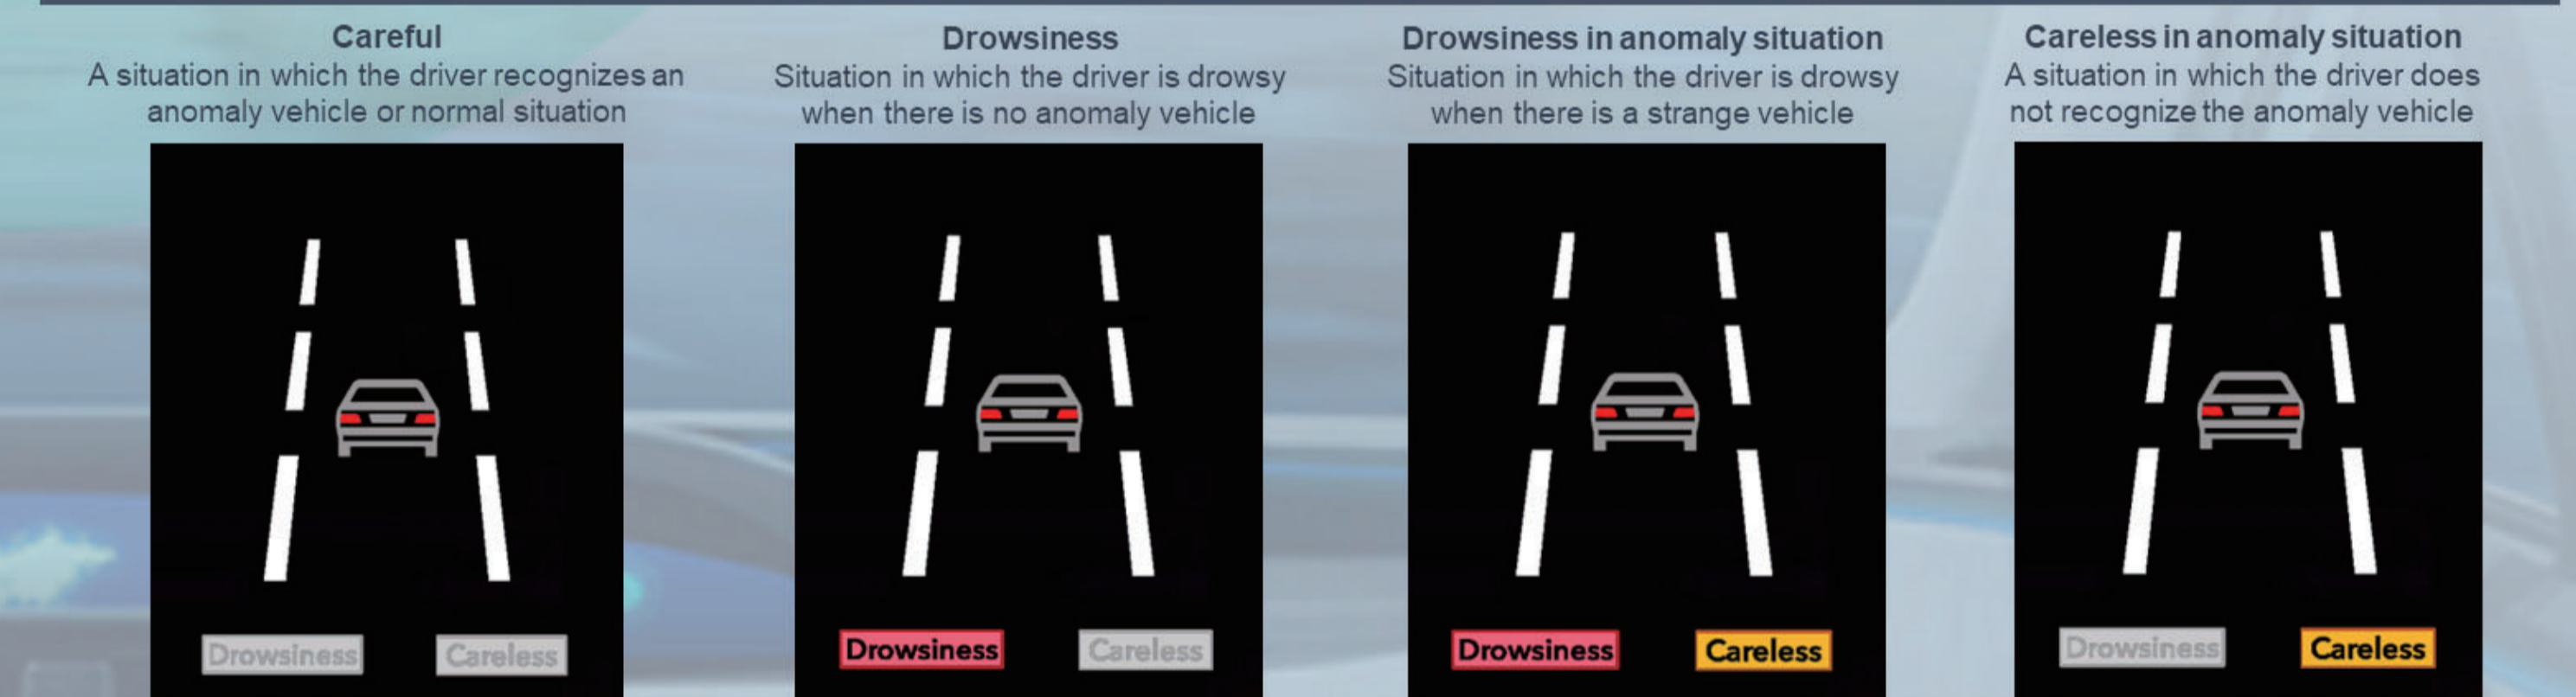 Careful
A situation in which the driver recognizes an
anomaly vehicle or normal situation
Drowsiness
Careless
Drowsiness
Situation in which the driver is drowsy
when there is no anomaly vehicle
Drowsiness
Careless
Drowsiness in anomaly situation
Situation in which the driver is drowsy
when there is a strange vehicle
Drowsiness
Careless
Careless in anomaly situation
A situation in which the driver does
not recognize the anomaly vehicle
Drowsiness
Careless